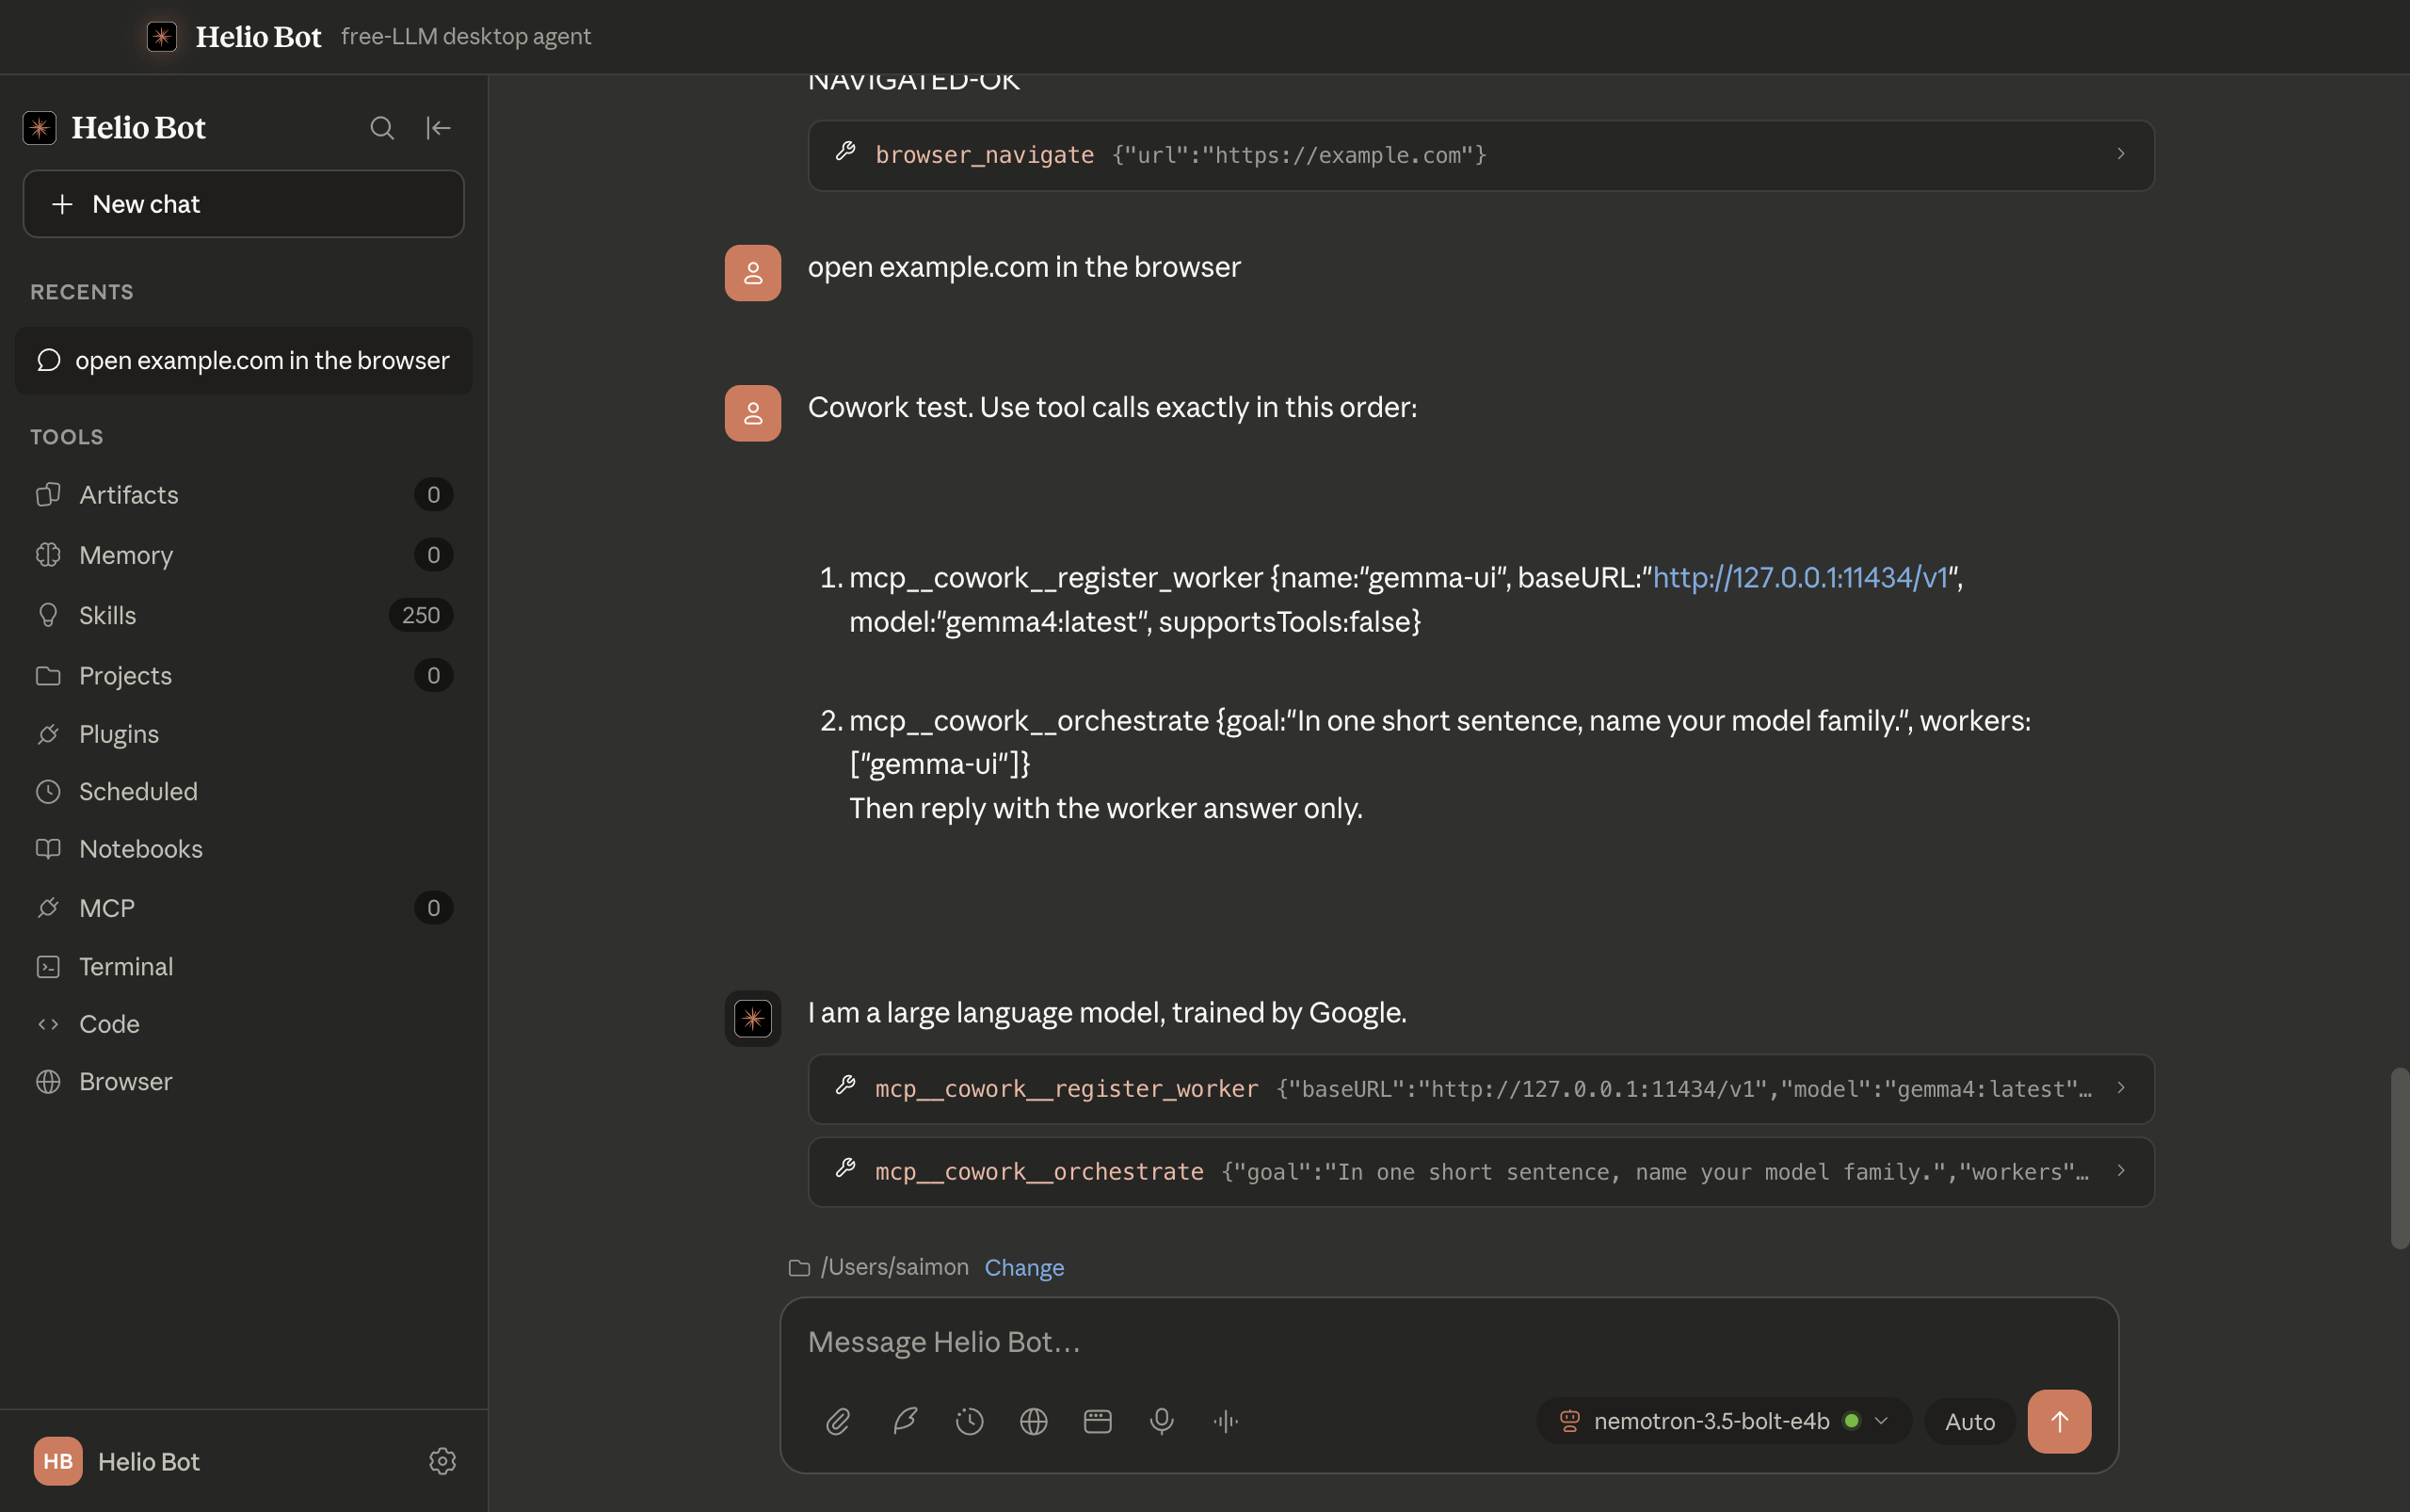 Helio Bot free-LLM desktop agent
Helio Bot
New chat
RECENTS
open example.com in the browser
TOOLS
Artifacts 0
Memory 0
Skills 250
Projects 0
Plugins
Scheduled
Notebooks
MCP 0
Terminal
Code
Browser
HB Helio Bot
NAVIGATED-OK
browser_navigate {"url":"https://example.com"}
open example.com in the browser
Cowork test. Use tool calls exactly in this order:
1. mcp__cowork__register_worker {name:"gemma-ui", baseURL:"http://127.0.0.1:11434/v1",
model:"gemma4:latest", supportsTools:false}
2. mcp__cowork__orchestrate {goal:"In one short sentence, name your model family.", workers:
["gemma-ui"]}
Then reply with the worker answer only.
I am a large language model, trained by Google.
mcp__cowork__register_worker {"baseURL":"http://127.0.0.1:11434/v1","model":"gemma4:latest"…
mcp__cowork__orchestrate {"goal":"In one short sentence, name your model family.","workers"…
/Users/saimon Change
Message Helio Bot…
nemotron-3.5-bolt-e4b Auto